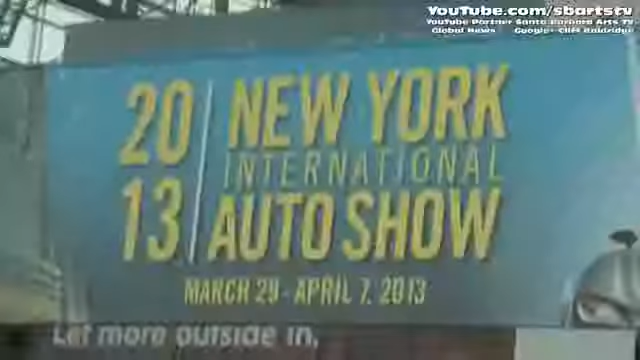 YouTube.com/sbartstv
YouTube Partner Santa Barbara Arts TV
Global News Google+ Cliff Baldridge
20
13
NEW YORK
INTERNATIONAL
AUTO SHOW
MARCH 29 - APRIL 7, 2013
Let more outside in.